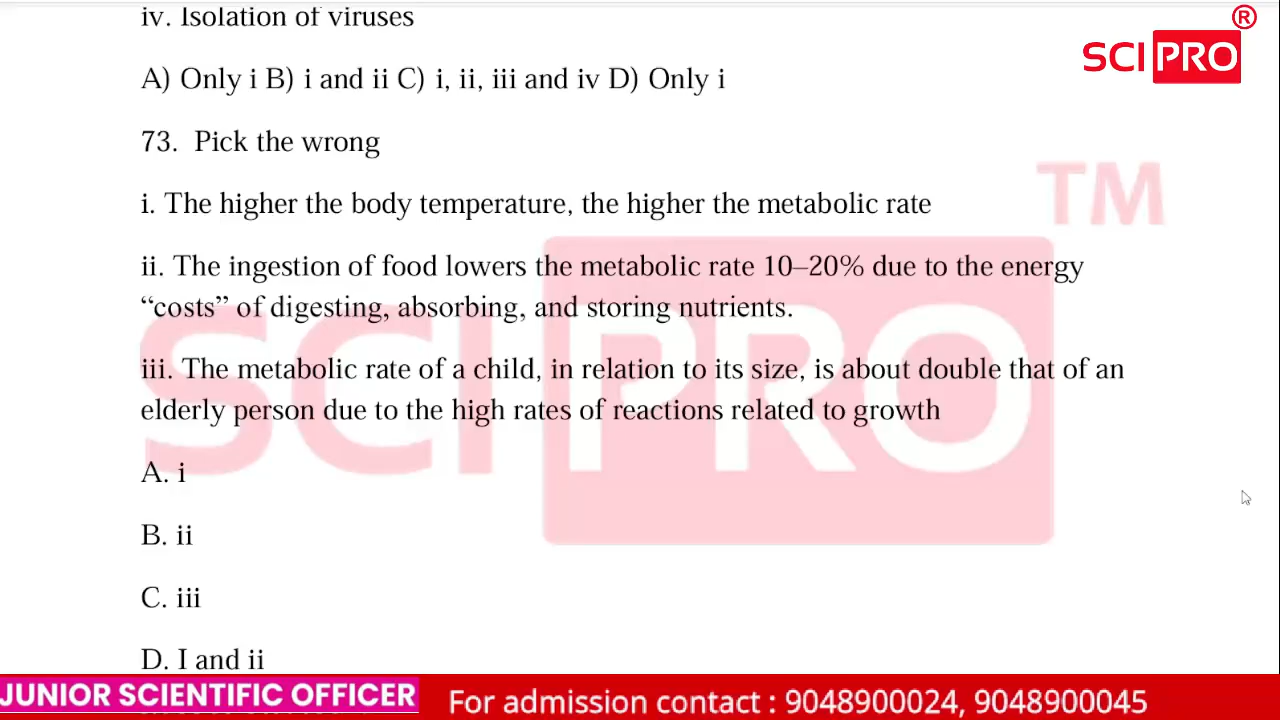 iv. Isolation of viruses
®
SCIPRO
A) Only i B) i and ii C) i, ii, iii and iv D) Only i
73. Pick the wrong
TM
i. The higher the body temperature, the higher the metabolic rate
ii. The ingestion of food lowers the metabolic rate 10–20% due to the energy
“costs” of digesting, absorbing, and storing nutrients.
SCIPRO
iii. The metabolic rate of a child, in relation to its size, is about double that of an
elderly person due to the high rates of reactions related to growth
A. i
B. ii
C. iii
D. I and ii
JUNIOR SCIENTIFIC OFFICER
For admission contact : 9048900024, 9048900045